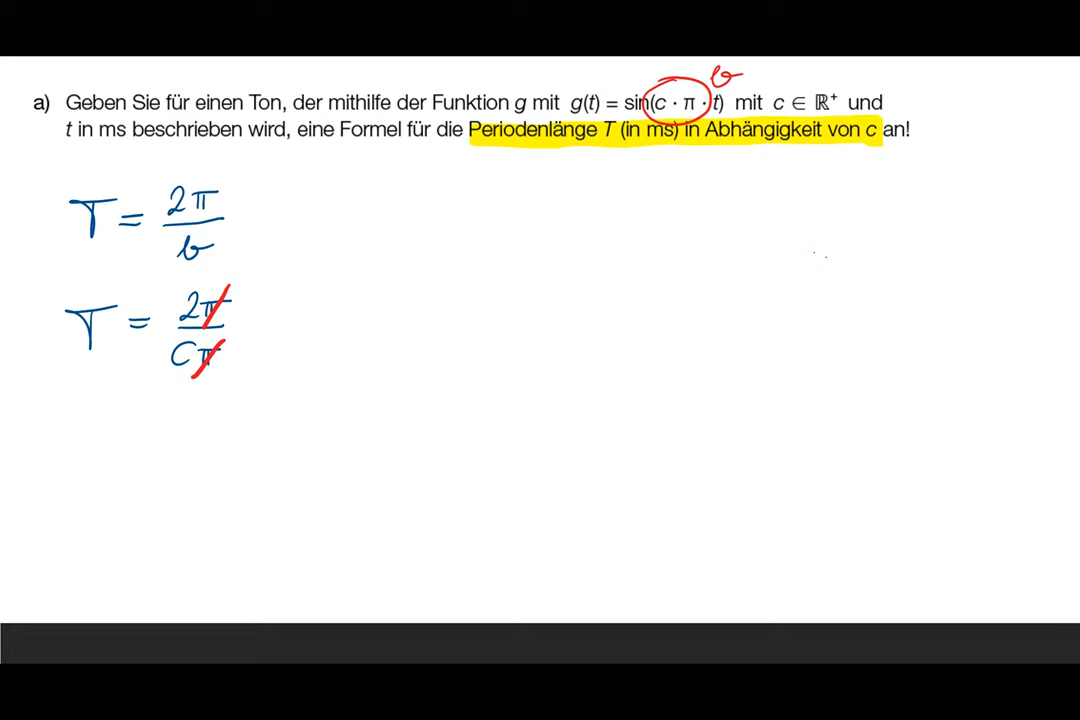 b
a) Geben Sie für einen Ton, der mithilfe der Funktion g mit g(t) = sin(c · π · t) mit c ∈ ℝ⁺ und
t in ms beschrieben wird, eine Formel für die Periodenlänge T (in ms) in Abhängigkeit von c an!
T = 2π/b
T = 2π/cπ